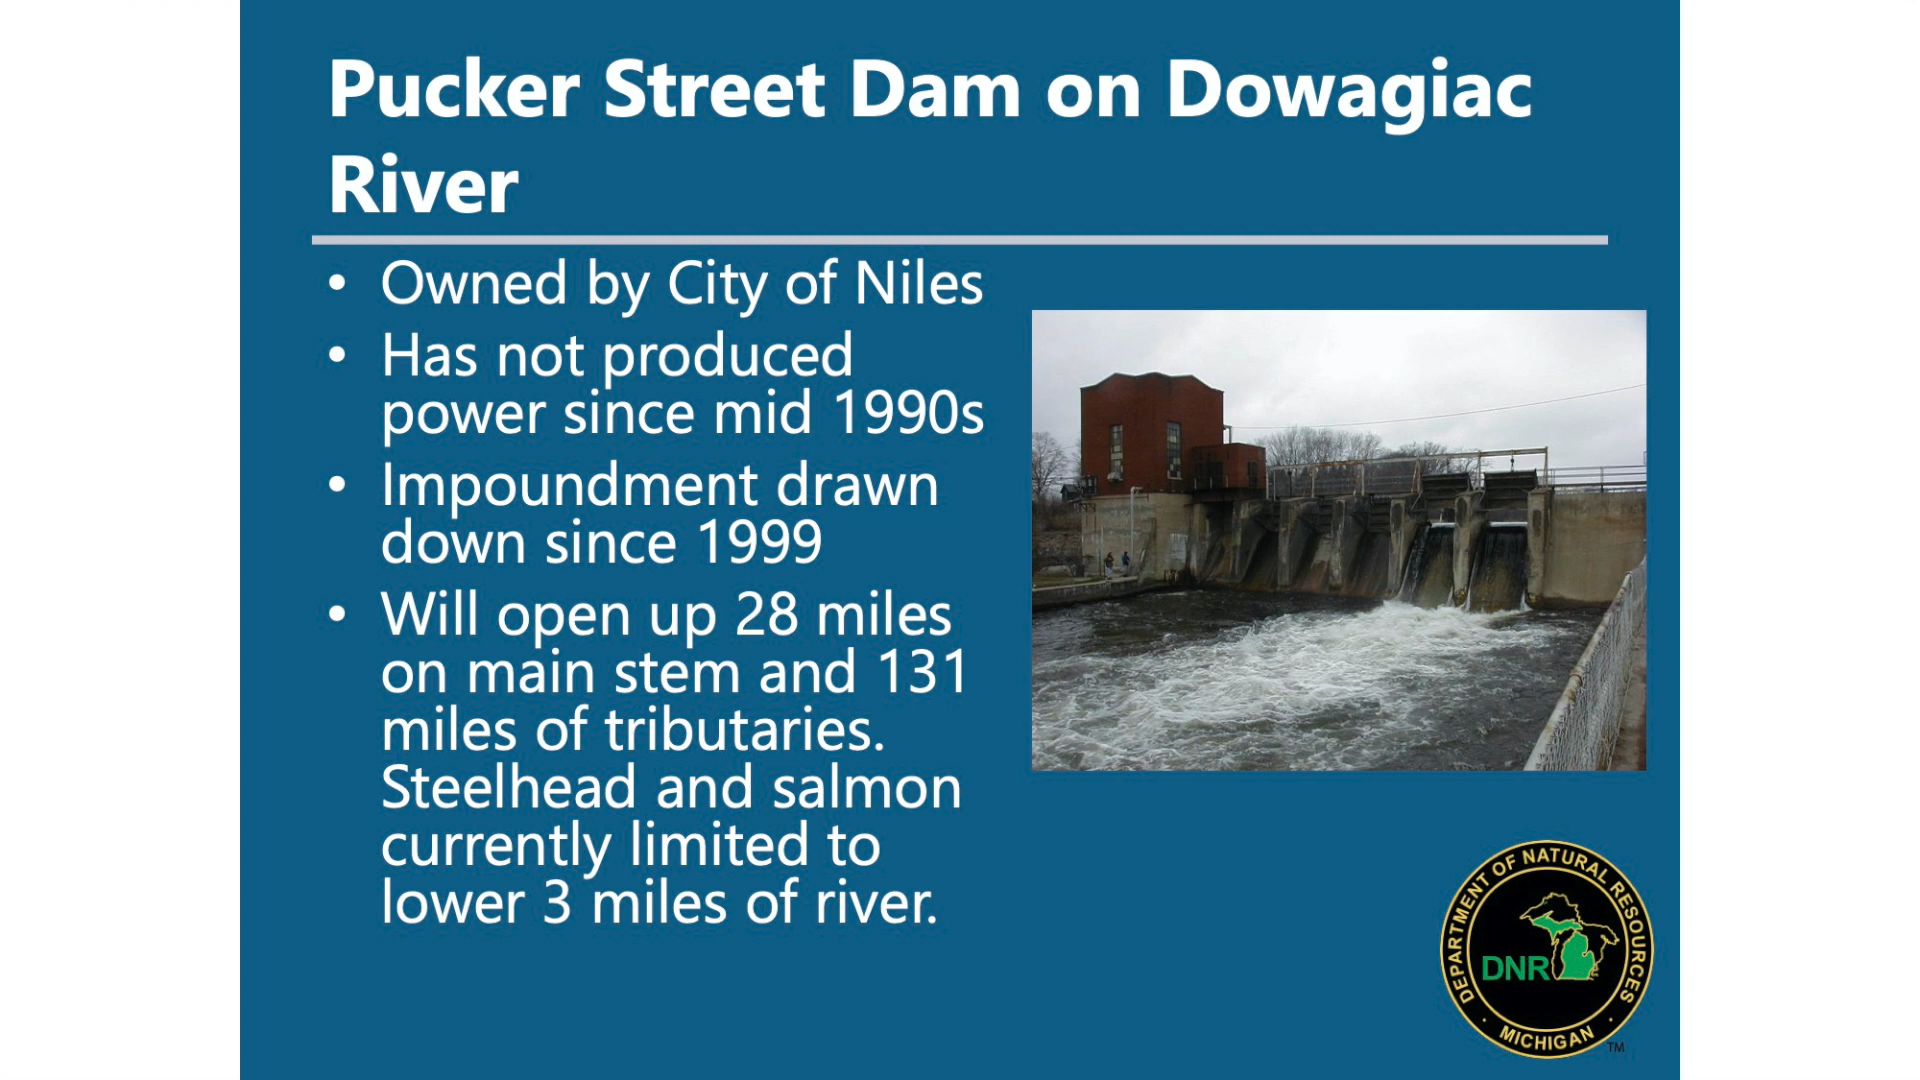 Pucker Street Dam on Dowagiac
River
• Owned by City of Niles
• Has not produced
power since mid 1990s
• Impoundment drawn
down since 1999
• Will open up 28 miles
on main stem and 131
miles of tributaries.
Steelhead and salmon
currently limited to
lower 3 miles of river.
DEPARTMENT OF NATURAL RESOURCES
DNR
• MICHIGAN •
TM